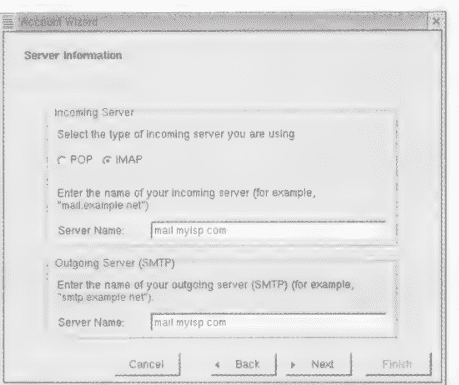 Account Wizard
Server Information
Incoming Server
Select the type of incoming server you are using
POP IMAP
Enter the name of your incoming server (for example,
"mail.example.net")
Server Name: mail.myisp.com
Outgoing Server (SMTP)
Enter the name of your outgoing server (SMTP) (for example,
"smtp.example.net").
Server Name: mail.myisp.com
Cancel Back Next Finish